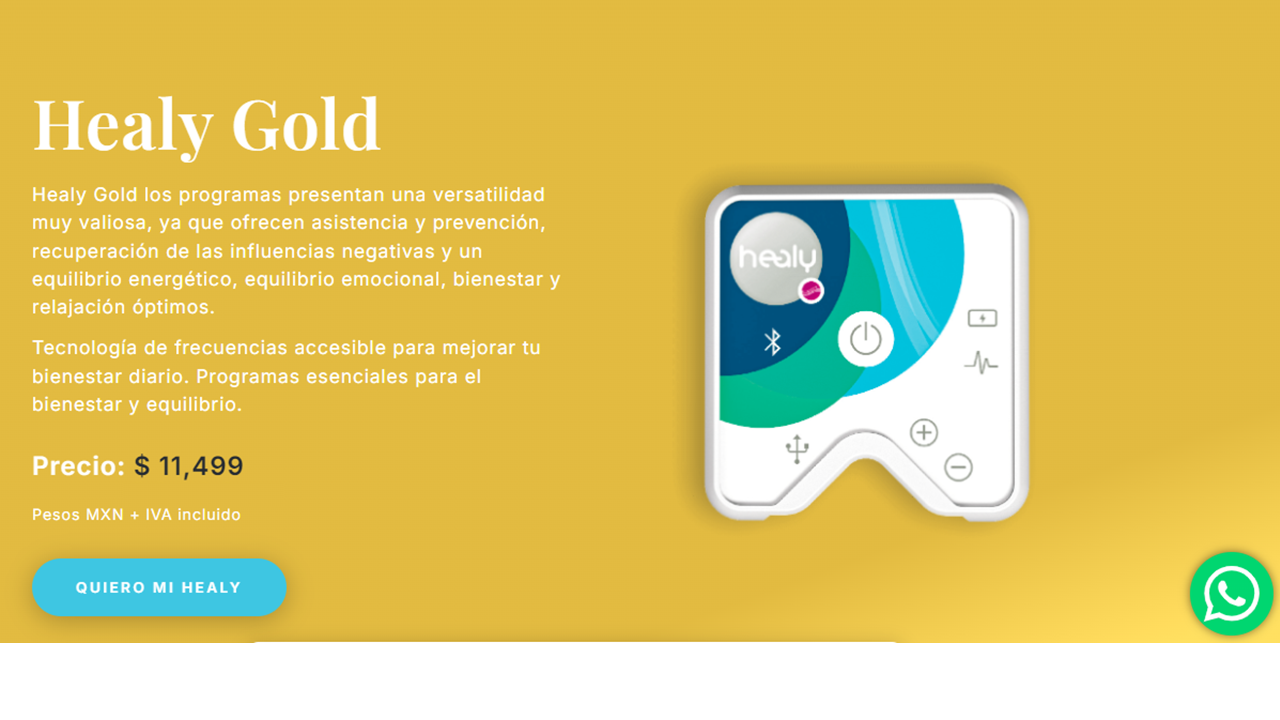 Healy Gold
Healy Gold los programas presentan una versatilidad
muy valiosa, ya que ofrecen asistencia y prevención,
recuperación de las influencias negativas y un
equilibrio energético, equilibrio emocional, bienestar y
relajación óptimos.
Tecnología de frecuencias accesible para mejorar tu
bienestar diario. Programas esenciales para el
bienestar y equilibrio.
Precio: $ 11,499
Pesos MXN + IVA incluido
QUIERO MI HEALY
healy